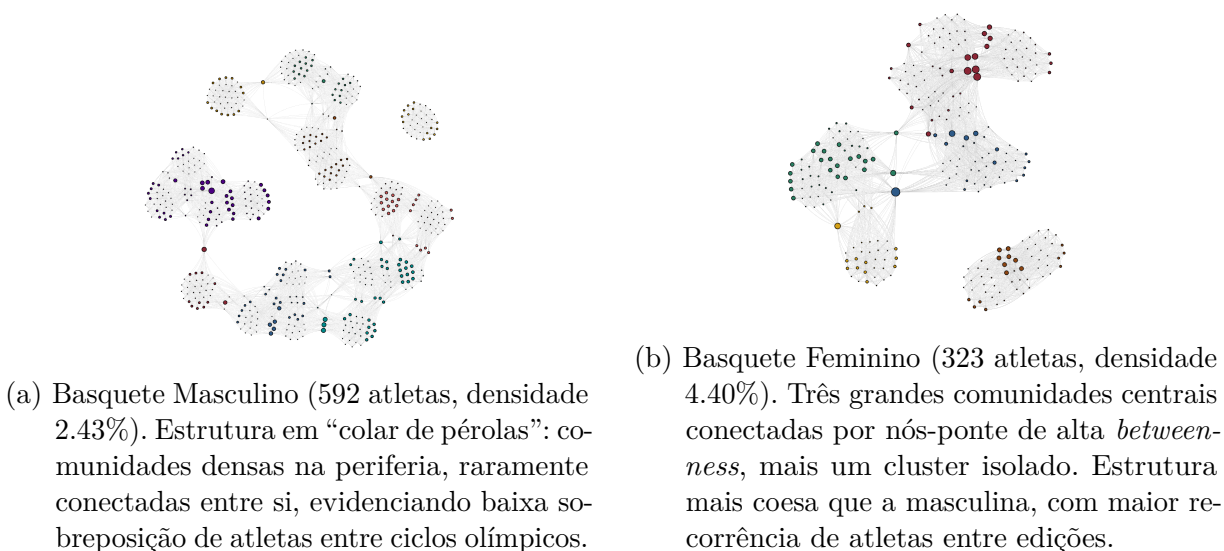 (a) Basquete Masculino (592 atletas, densidade
2.43%). Estrutura em “colar de pérolas”: co-
munidades densas na periferia, raramente
conectadas entre si, evidenciando baixa so-
breposição de atletas entre ciclos olímpicos.
(b) Basquete Feminino (323 atletas, densidade
4.40%). Três grandes comunidades centrais
conectadas por nós-ponte de alta between-
ness, mais um cluster isolado. Estrutura
mais coesa que a masculina, com maior re-
corrência de atletas entre edições.